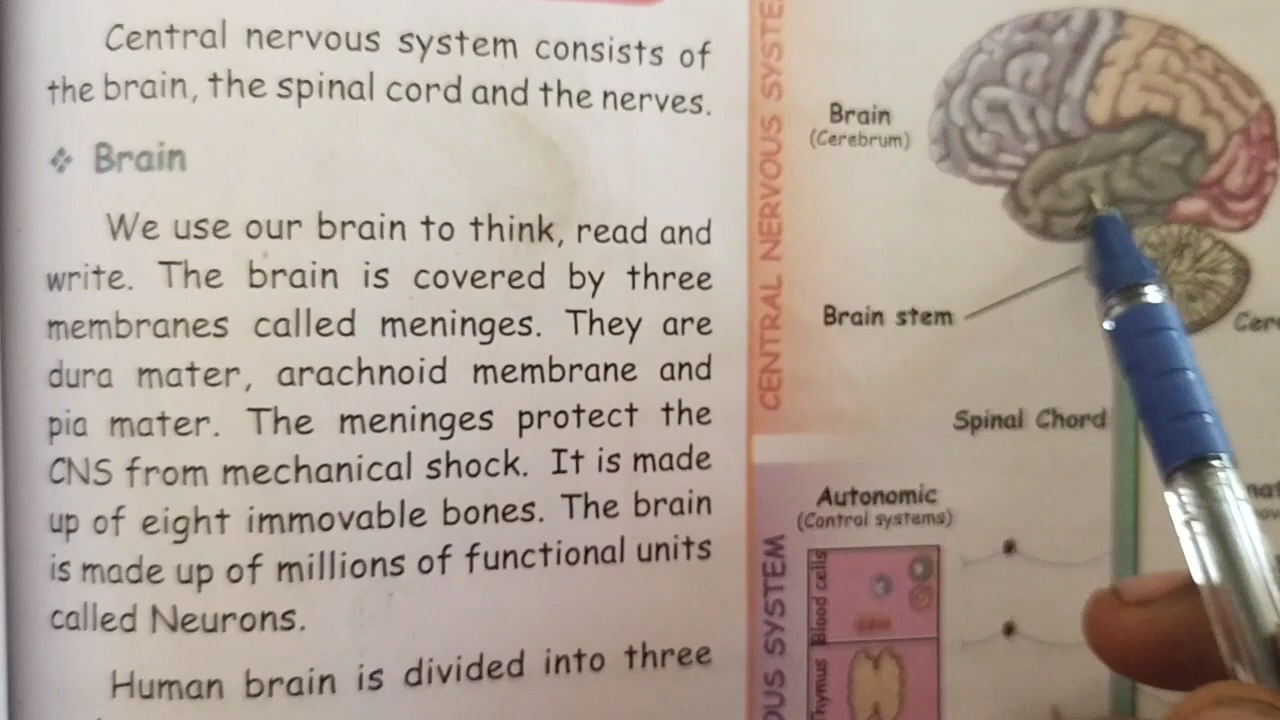 Central nervous system consists of
the brain, the spinal cord and the nerves.
❖ Brain
We use our brain to think, read and
write. The brain is covered by three
membranes called meninges. They are
dura mater, arachnoid membrane and
pia mater. The meninges protect the
CNS from mechanical shock. It is made
up of eight immovable bones. The brain
is made up of millions of functional units
called Neurons.
Human brain is divided into three
CENTRAL NERVOUS SYSTE
Brain
(Cerebrum)
Brain stem
Cer
Spinal Chord
OUS SYSTEM
Autonomic
(Control systems)
Blood cells
Thymus